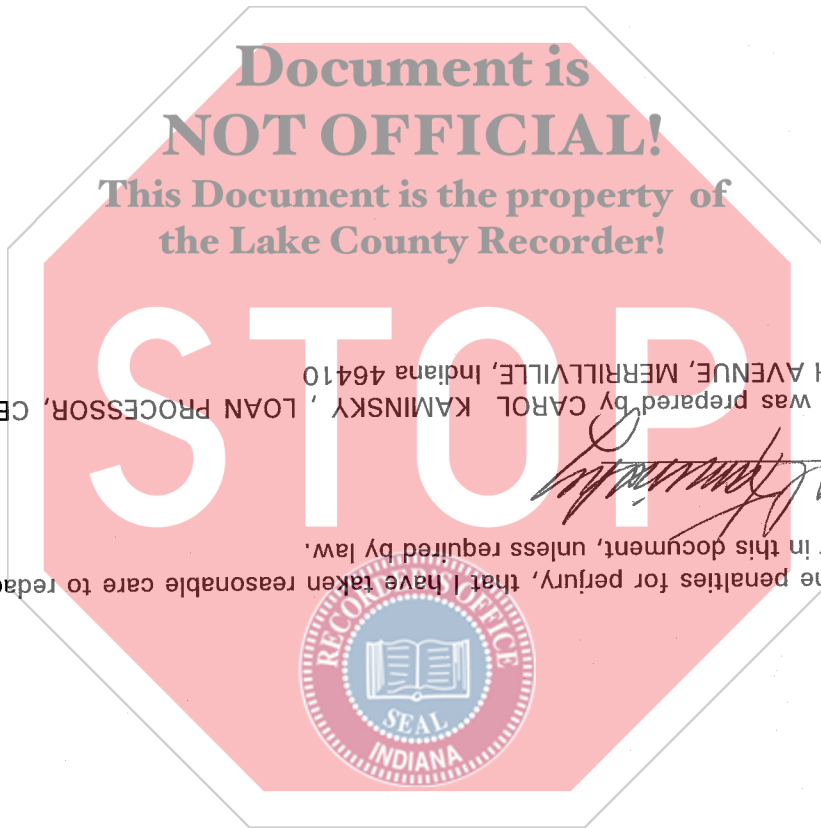 Document is
NOT OFFICIAL!
This Document is the property of
the Lake County Recorder!
STOP
RECORDER'S OFFICE
SEAL
INDIANA
penalties for perjury, that I have taken reasonable care to
in this document, unless required by law.
was prepared by CAROL KAMINSKY , LOAN PROCESSOR,
AVENUE, MERRILLVILLE, Indiana 46410